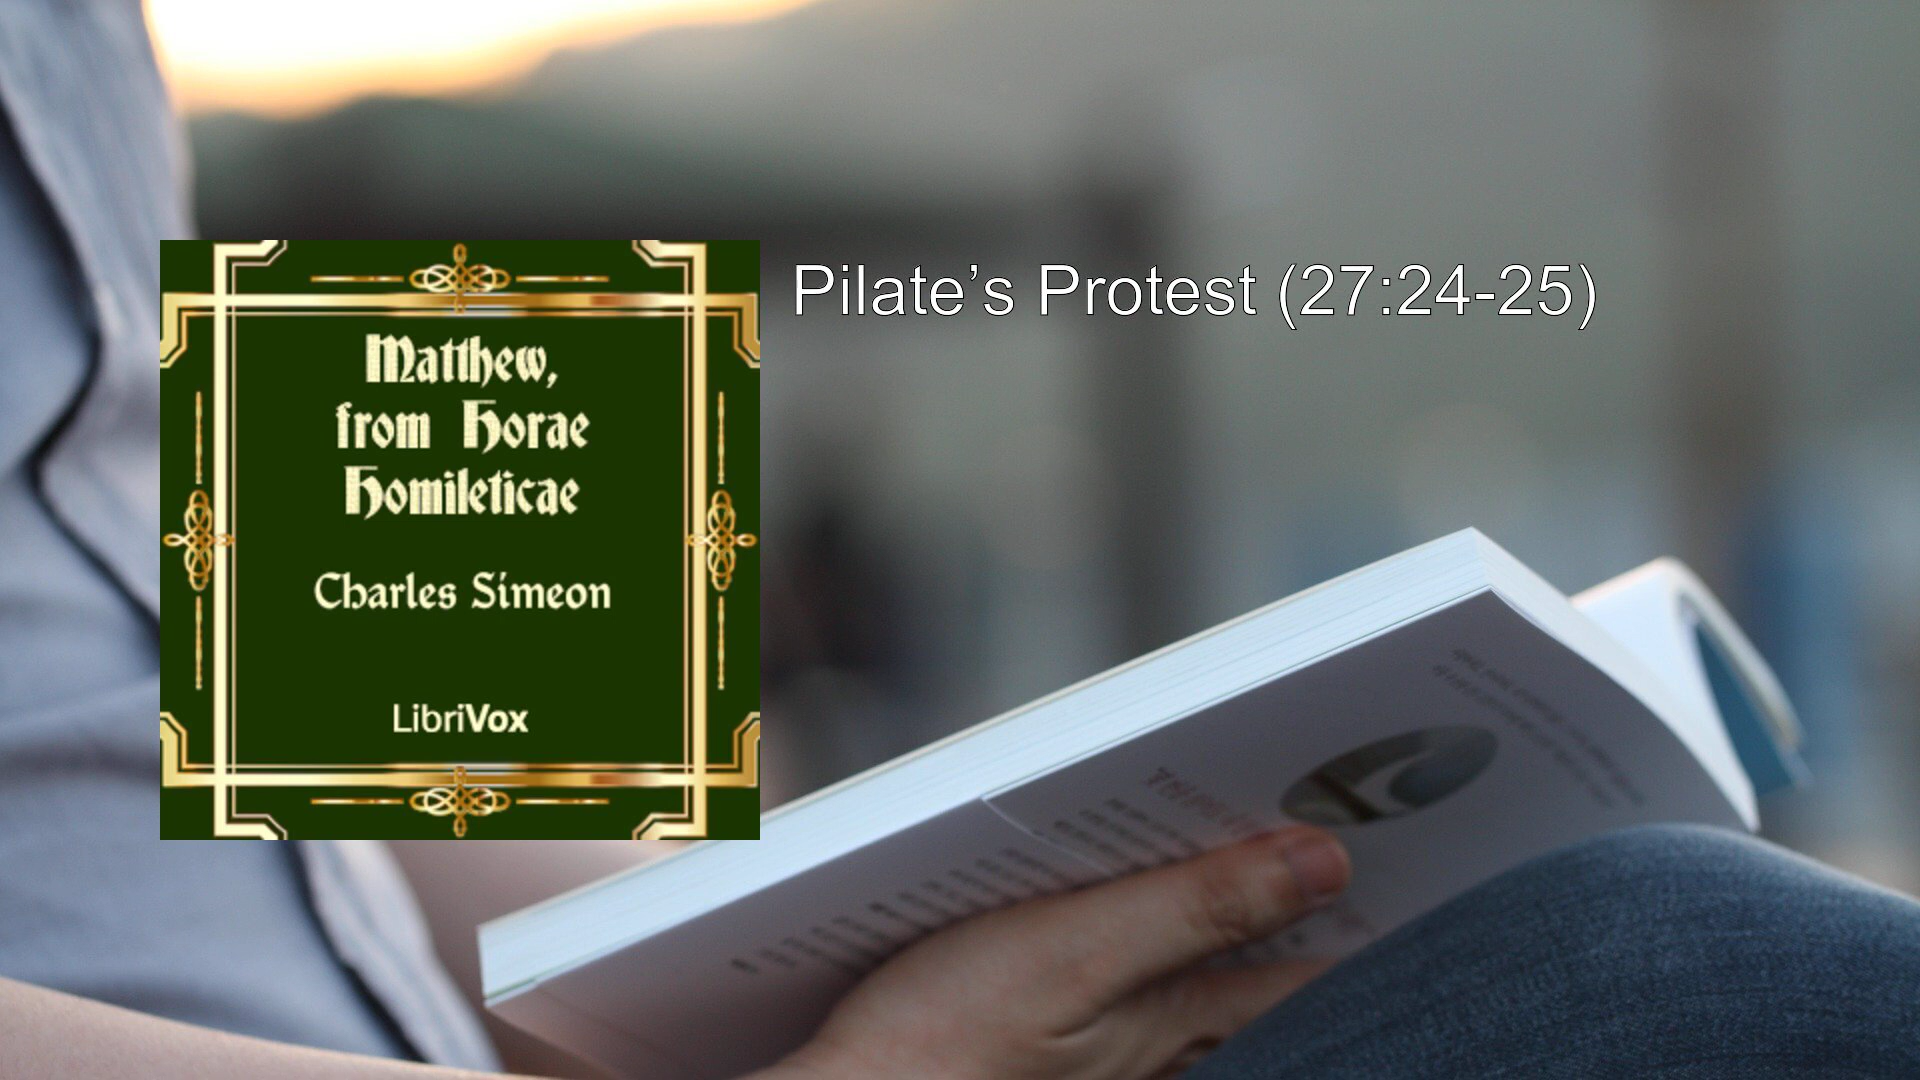 Pilate’s Protest (27:24-25)
Matthew,
from Horae
Homileticae
Charles Simeon
LibriVox